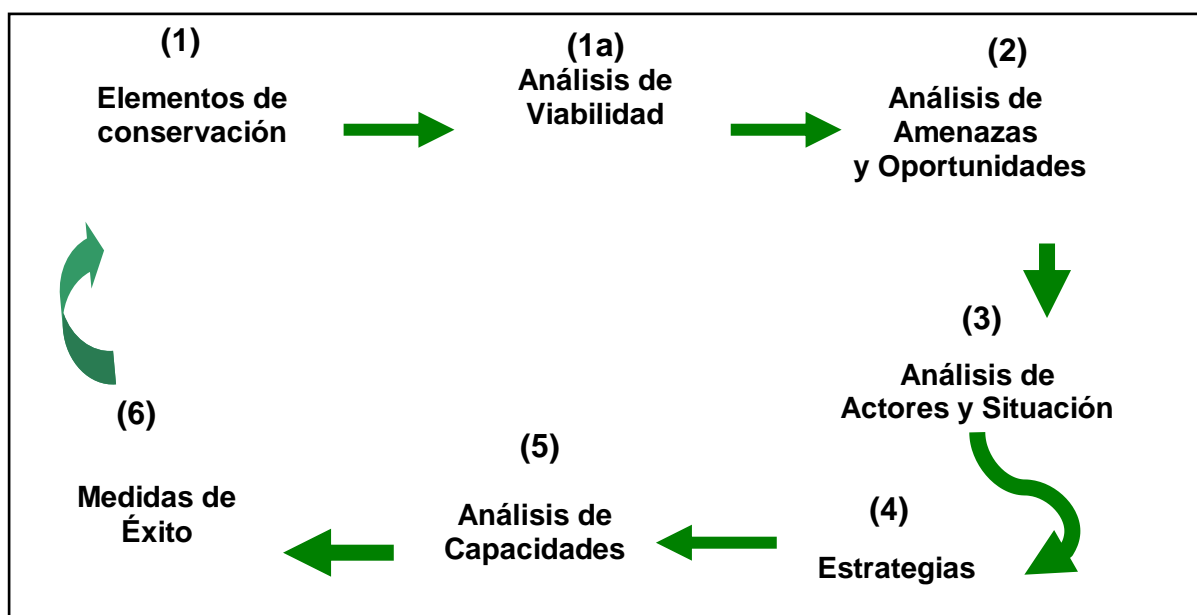 (1)
Elementos de
conservación
(1a)
Análisis de
Viabilidad
(2)
Análisis de
Amenazas
y Oportunidades
(3)
Análisis de
Actores y Situación
(4)
Estrategias
(5)
Análisis de
Capacidades
(6)
Medidas de
Éxito